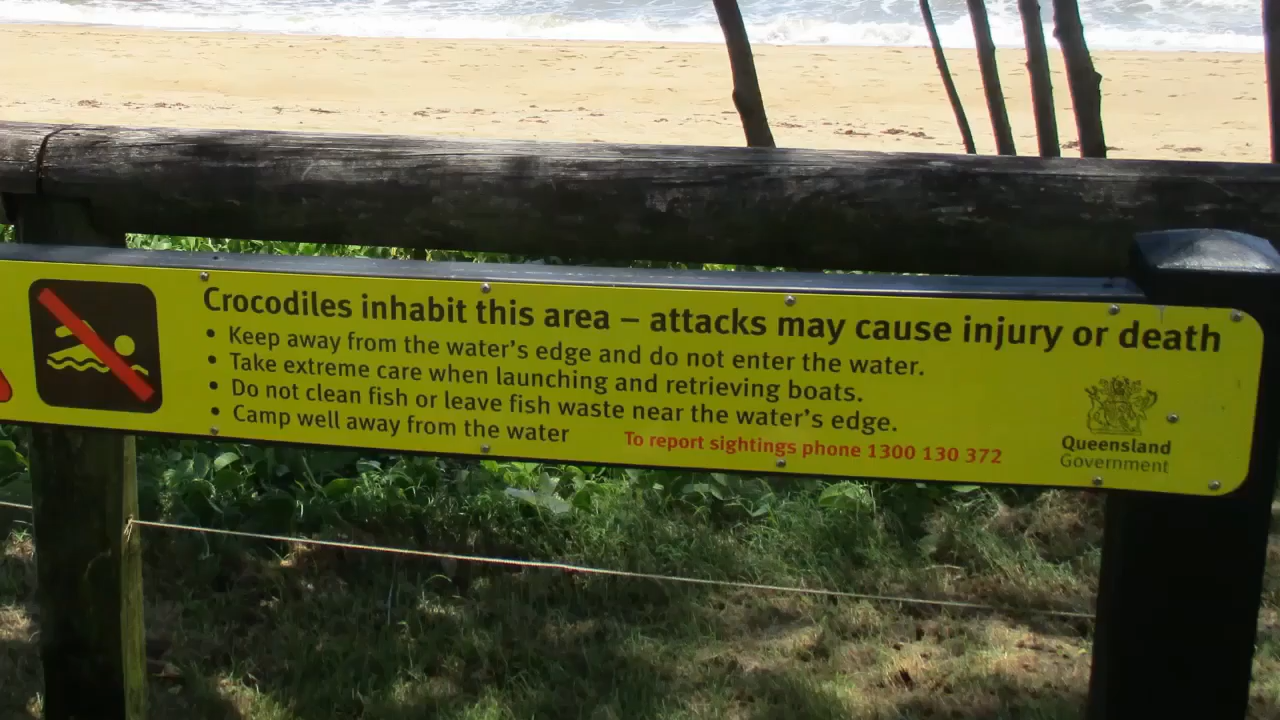 Crocodiles inhabit this area – attacks may cause injury or death
• Keep away from the water's edge and do not enter the water.
• Take extreme care when launching and retrieving boats.
• Do not clean fish or leave fish waste near the water's edge.
• Camp well away from the water
To report sightings phone 1300 130 372
Queensland
Government